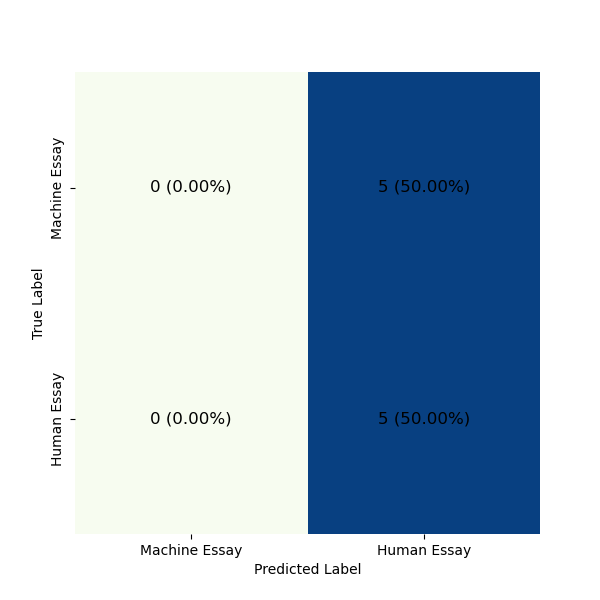 Machine Essay
0 (0.00%)
5 (50.00%)
True Label
Human Essay
0 (0.00%)
5 (50.00%)
Machine Essay
Human Essay
Predicted Label